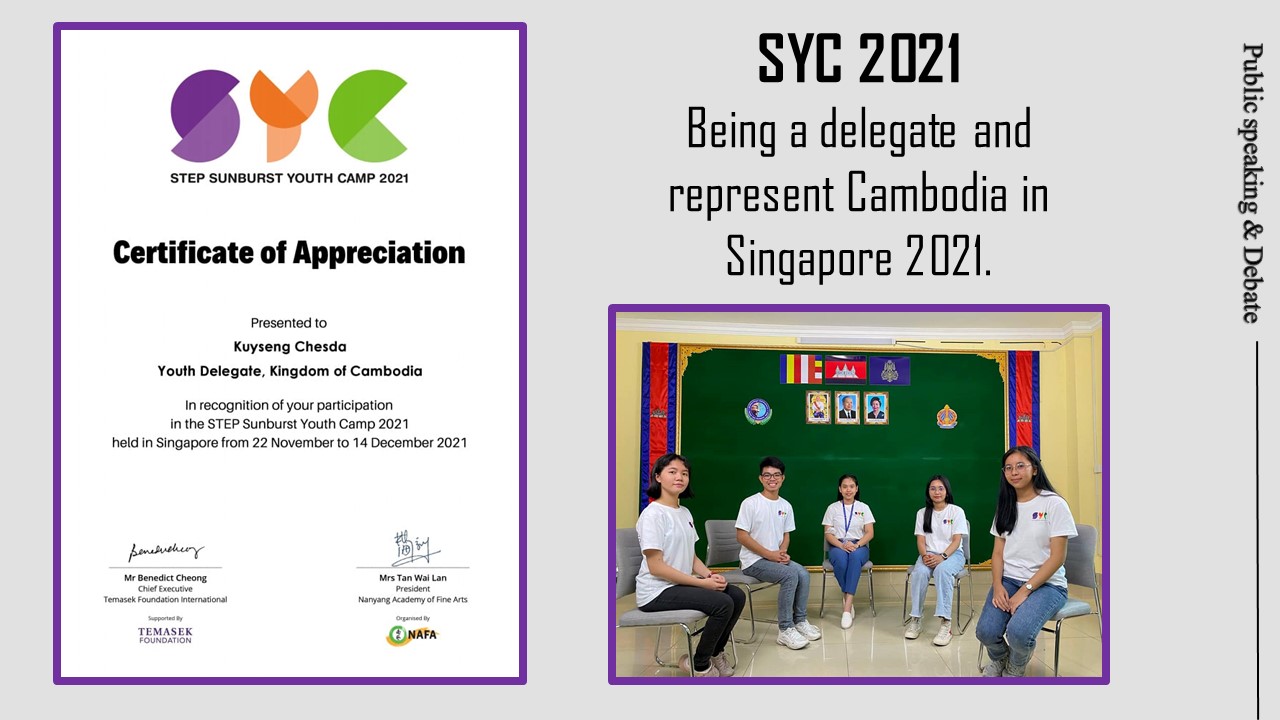 SYC
STEP SUNBURST YOUTH CAMP 2021
Certificate of Appreciation
Presented to
Kuyseng Chesda
Youth Delegate, Kingdom of Cambodia
In recognition of your participation
in the STEP Sunburst Youth Camp 2021
held in Singapore from 22 November to 14 December 2021
Mr Benedict Cheong
Chief Executive
Temasek Foundation International
Supported By
TEMASEK
FOUNDATION
Mrs Tan Wai Lan
President
Nanyang Academy of Fine Arts
Organised By
NAFA
SYC 2021
Being a delegate and
represent Cambodia in
Singapore 2021.
SYC
SYC
Public speaking & Debate